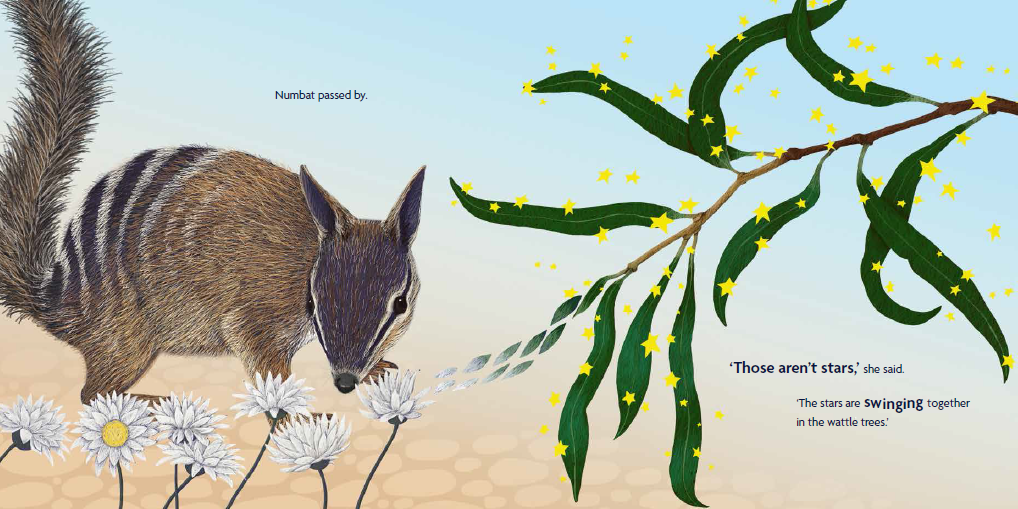 Numbat passed by.
‘Those aren’t stars,’ she said.
‘The stars are swinging together
in the wattle trees.’